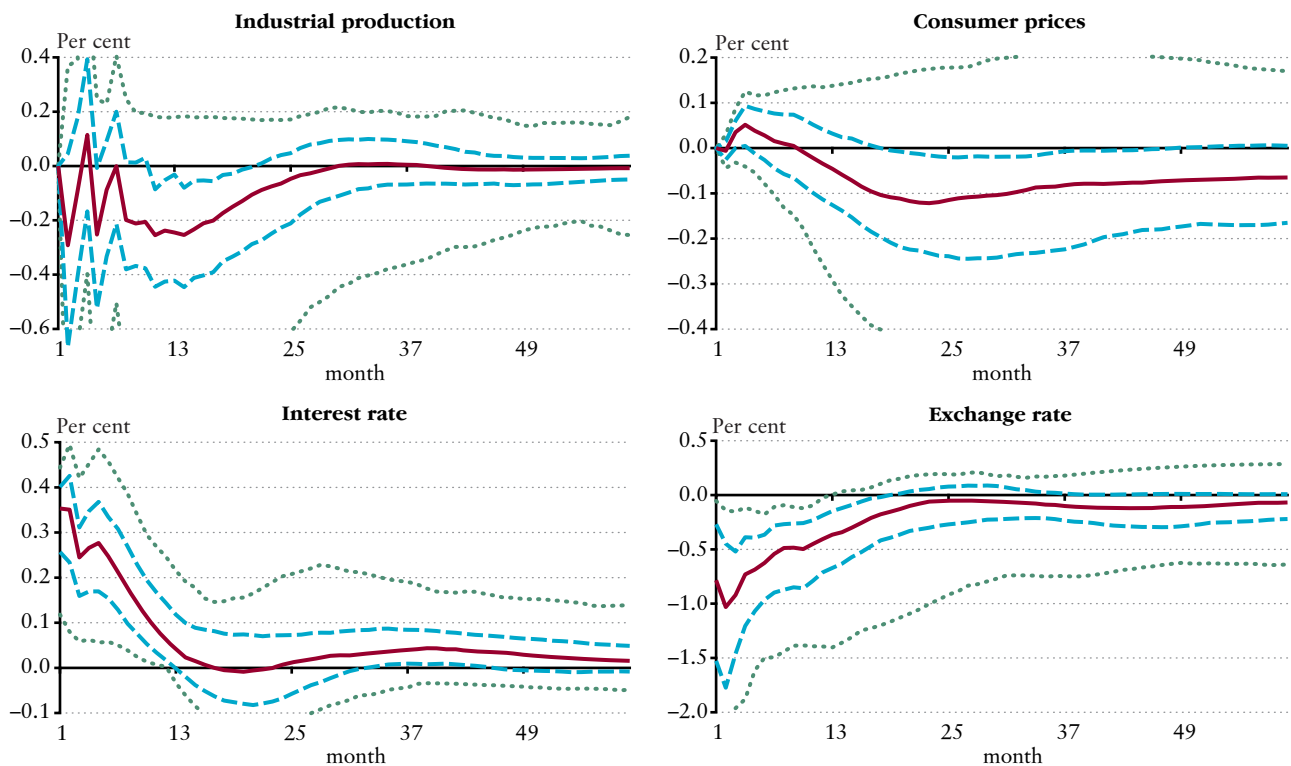 Industrial production
Per cent
0.4
0.2
0.0
–0.2
–0.4
–0.6
1 13 25 37 49
month
Consumer prices
Per cent
0.2
0.1
0.0
–0.1
–0.2
–0.3
–0.4
1 13 25 37 49
month
Interest rate
Per cent
0.5
0.4
0.3
0.2
0.1
0.0
–0.1
1 13 25 37 49
month
Exchange rate
Per cent
0.5
0.0
–0.5
–1.0
–1.5
–2.0
1 13 25 37 49
month